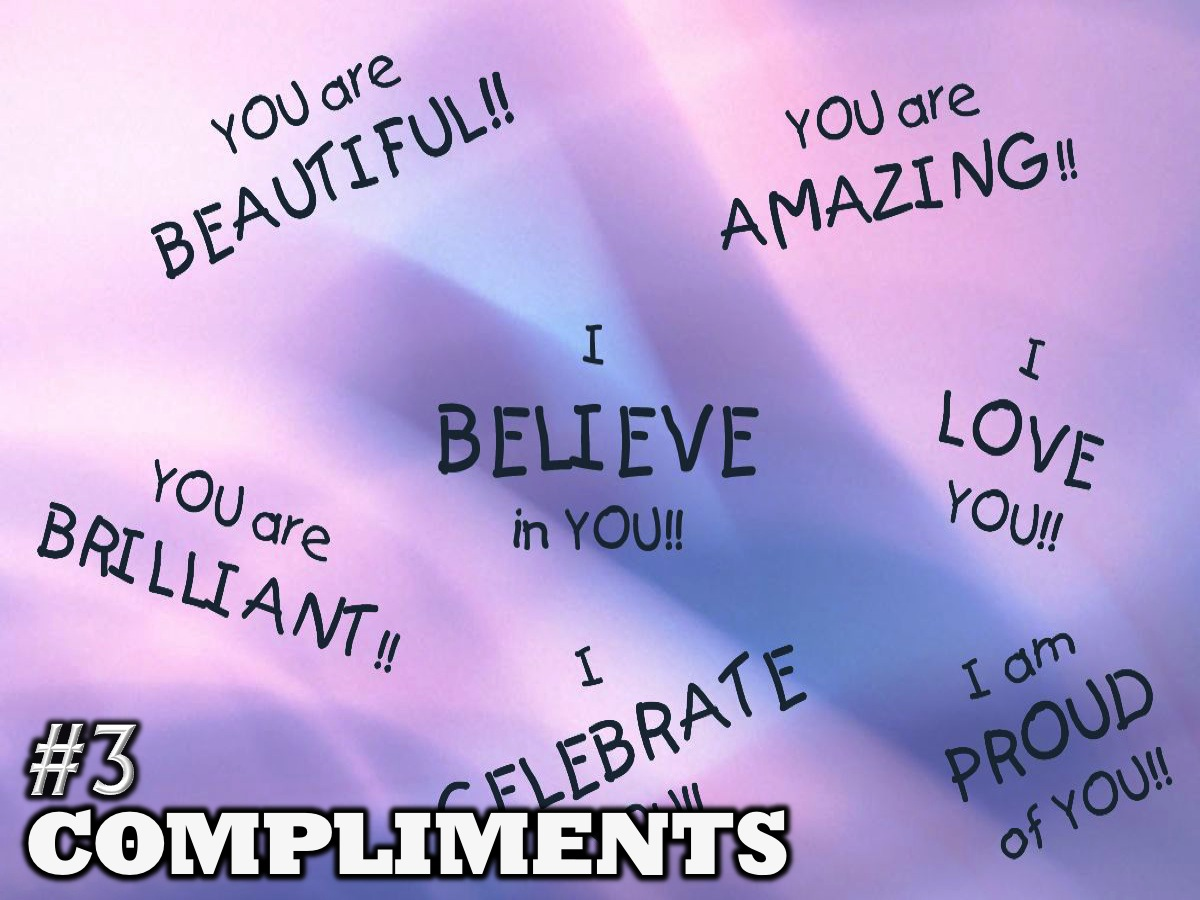 YOU are
BEAUTIFUL!!
YOU are
AMAZING!!
I
BELIEVE
in YOU!!
I
LOVE
YOU!!
YOU are
BRILLIANT!!
I
CELEBRATE
I am
PROUD
of YOU!!
#3
COMPLIMENTS